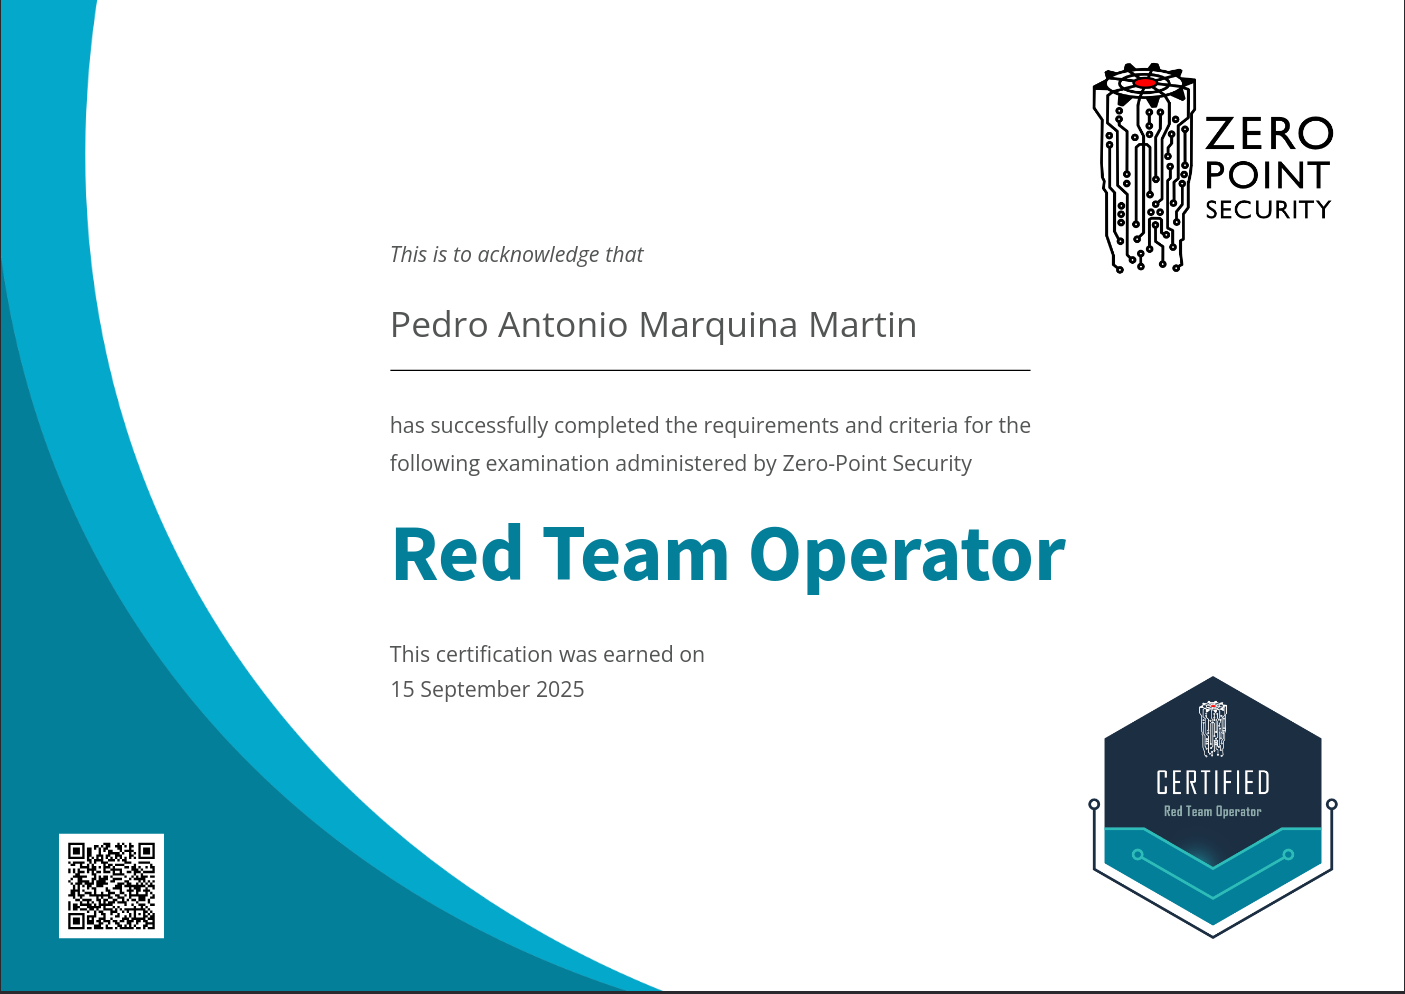 ZERO
POINT
SECURITY
This is to acknowledge that
Pedro Antonio Marquina Martin
has successfully completed the requirements and criteria for the
following examination administered by Zero-Point Security
Red Team Operator
This certification was earned on
15 September 2025
CERTIFIED
Red Team Operator